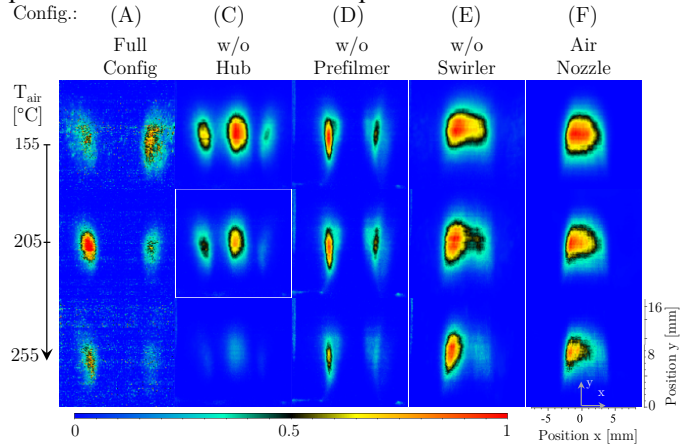 Config.: (A) (C) (D) (E) (F)
Full w/o w/o w/o Air
Config Hub Prefilmer Swirler Nozzle
T_air
[°C]
155
205
255
16
8
0
Position y [mm]
y
x
-5 0 5
Position x [mm]
0 0.5 1